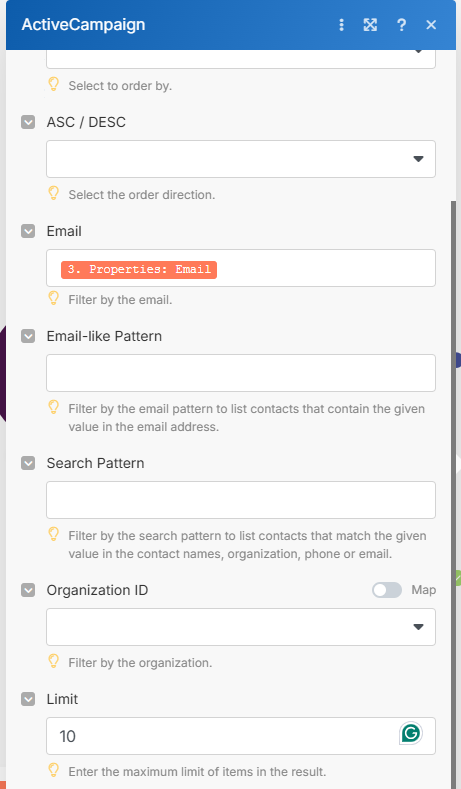 ActiveCampaign
?
Select to order by.
ASC / DESC
Select the order direction.
Email
3. Properties: Email
Filter by the email.
Email-like Pattern
Filter by the email pattern to list contacts that contain the given
value in the email address.
Search Pattern
Filter by the search pattern to list contacts that match the given
value in the contact names, organization, phone or email.
Organization ID
Map
Filter by the organization.
Limit
10
Enter the maximum limit of items in the result.